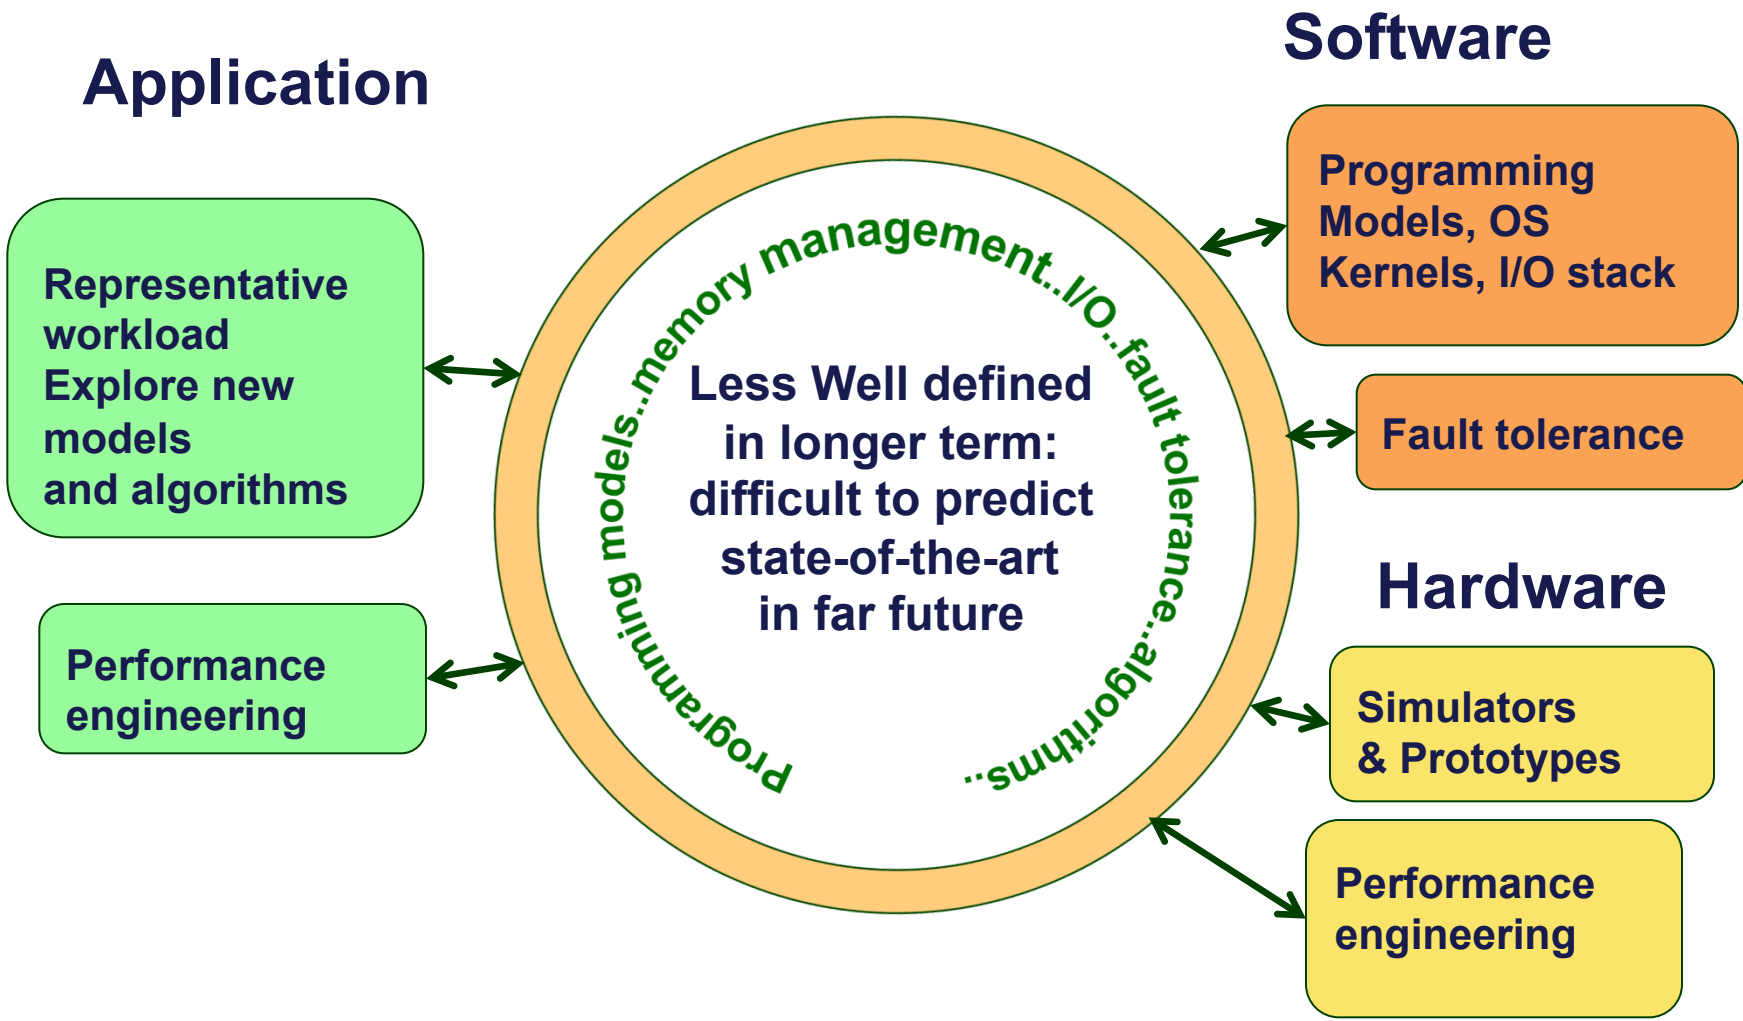 Application
Representative
workload
Explore new
models
and algorithms
Performance
engineering
Programming models..memory management..I/O..fault tolerance..algorithms..
Less Well defined
in longer term:
difficult to predict
state-of-the-art
in far future
Software
Programming
Models, OS
Kernels, I/O stack
Fault tolerance
Hardware
Simulators
& Prototypes
Performance
engineering